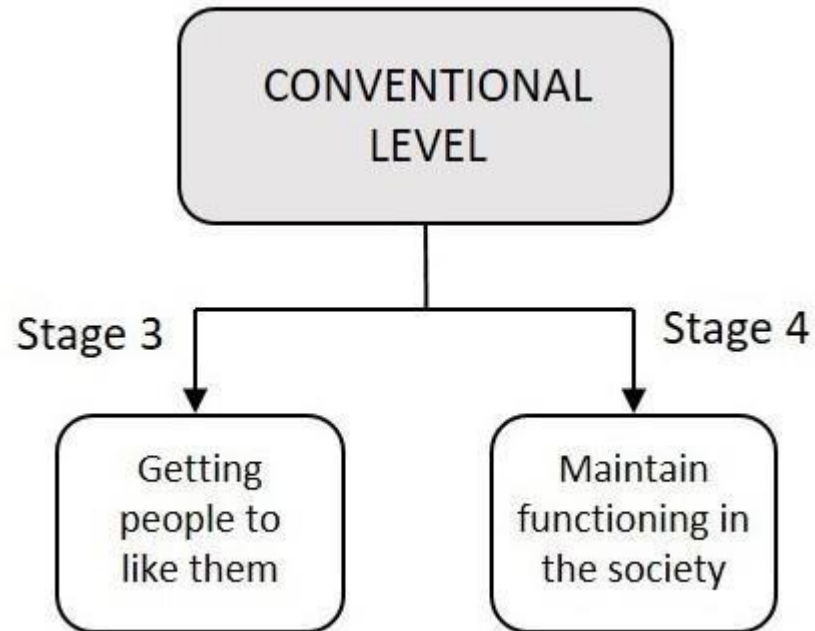 CONVENTIONAL
LEVEL
Stage 3
Stage 4
Getting
people to
like them
Maintain
functioning in
the society